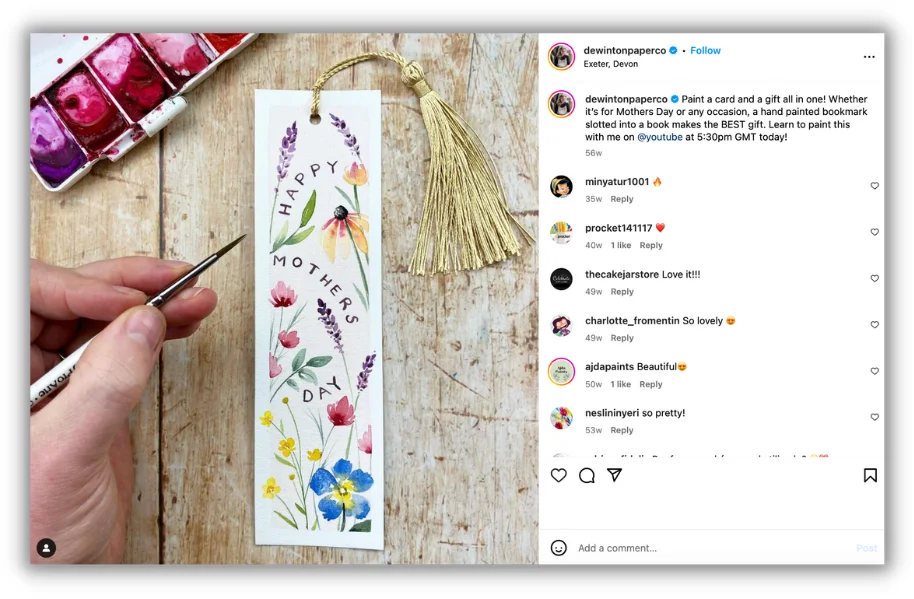 dewintonpaperco • Follow
Exeter, Devon
dewintonpaperco Paint a card and a gift all in one! Whether
it's for Mothers Day or any occasion, a hand painted bookmark
slotted into a book makes the BEST gift. Learn to paint this
with me on @youtube at 5:30pm GMT today!
56w
minyatur1001 🔥
35w Reply
procket141117 ❤️
40w 1 like Reply
thecakejarstore Love it!!!
49w Reply
charlotte_fromentin So lovely 😍
49w Reply
ajdapaints Beautiful😍
50w 1 like Reply
neslininyeri so pretty!
53w Reply
Add a comment...
Post
HAPPY
MOTHERS
DAY